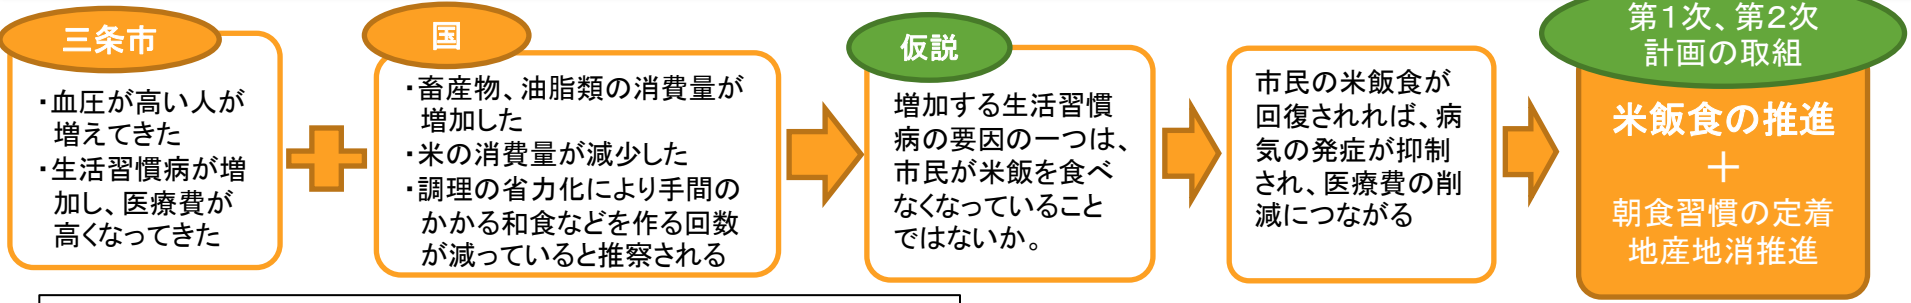 三条市
・血圧が高い人が
増えてきた
・生活習慣病が増
加し、医療費が
高くなってきた
国
・畜産物、油脂類の消費量が
増加した
・米の消費量が減少した
・調理の省力化により手間の
かかる和食などを作る回数
が減っていると推察される
仮説
増加する生活習慣
病の要因の一つは、
市民が米飯を食べ
なくなっていること
ではないか。
市民の米飯食が
回復されれば、病
気の発症が抑制
され、医療費の削
減につながる
第1次、第2次
計画の取組
米飯食の推進
＋
朝食習慣の定着
地産地消推進